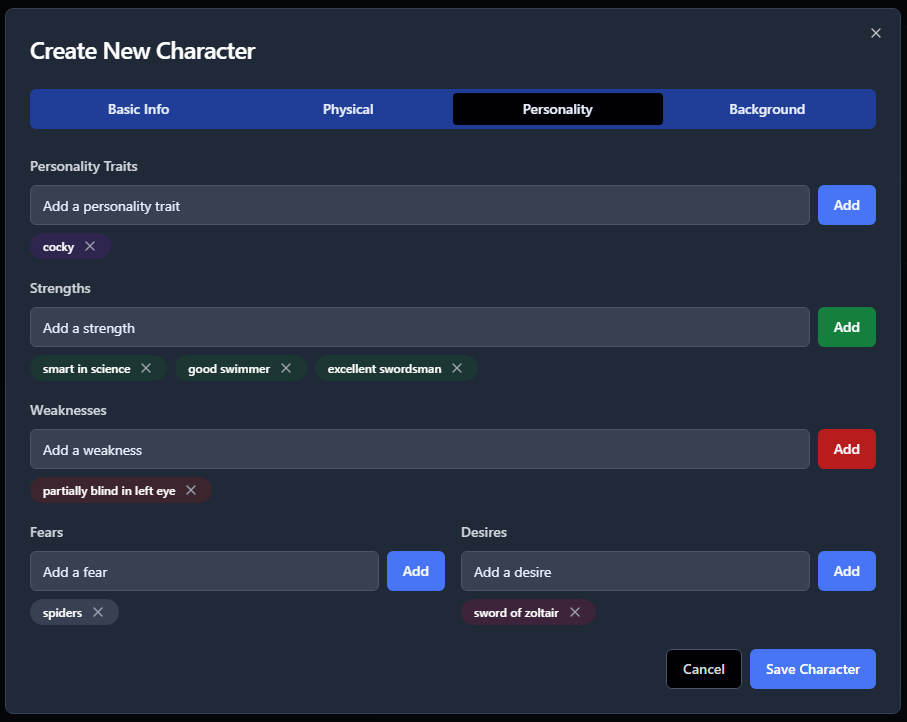 Create New Character
Basic Info Physical Personality Background
Personality Traits
Add a personality trait Add
cocky
Strengths
Add a strength Add
smart in science good swimmer excellent swordsman
Weaknesses
Add a weakness Add
partially blind in left eye
Fears Desires
Add a fear Add Add a desire Add
spiders sword of zoltair
Cancel Save Character